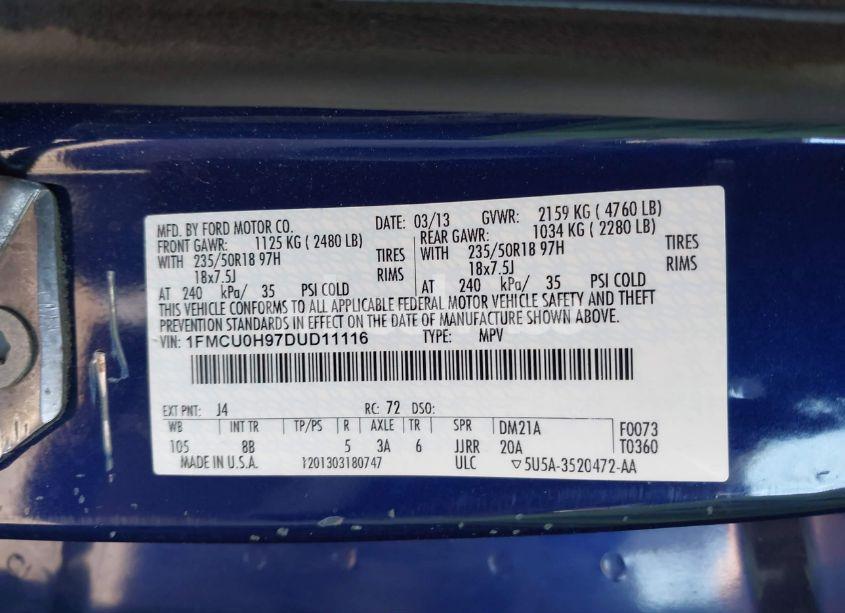 MFD. BY FORD MOTOR CO. DATE: 03/13 GVWR: 2159 KG ( 4760 LB)
FRONT GAWR: 1125 KG ( 2480 LB) REAR GAWR: 1034 KG ( 2280 LB)
WITH 235/50R18 97H TIRES WITH 235/50R18 97H TIRES
18x7.5J RIMS 18x7.5J RIMS
AT 240 kPa/ 35 PSI COLD AT 240 kPa/ 35 PSI COLD
THIS VEHICLE CONFORMS TO ALL APPLICABLE FEDERAL MOTOR VEHICLE SAFETY AND THEFT
PREVENTION STANDARDS IN EFFECT ON THE DATE OF MANUFACTURE SHOWN ABOVE.
VIN: 1FMCU0H97DUD11116 TYPE: MPV
EXT PNT: J4 RC: 72 DSO:
WB INT TR TP/PS R AXLE TR SPR DM21A F0073
105 8B 5 3A 6 JJRR 20A T0360
MADE IN U.S.A. 201303180747 ULC ▽5U5A-3520472-AA